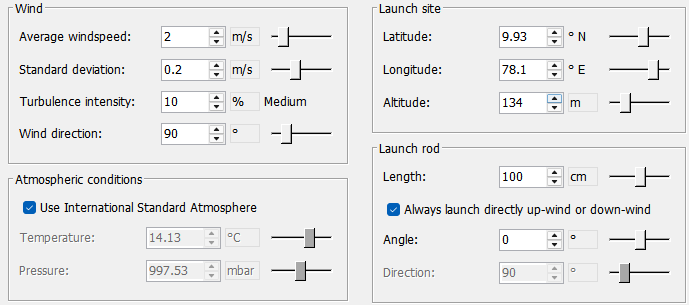 Wind
Average windspeed: 2 m/s
Standard deviation: 0.2 m/s
Turbulence intensity: 10 % Medium
Wind direction: 90 °
Atmospheric conditions
Use International Standard Atmosphere
Temperature: 14.13 °C
Pressure: 997.53 mbar
Launch site
Latitude: 9.93 ° N
Longitude: 78.1 ° E
Altitude: 134 m
Launch rod
Length: 100 cm
Always launch directly up-wind or down-wind
Angle: 0 °
Direction: 90 °